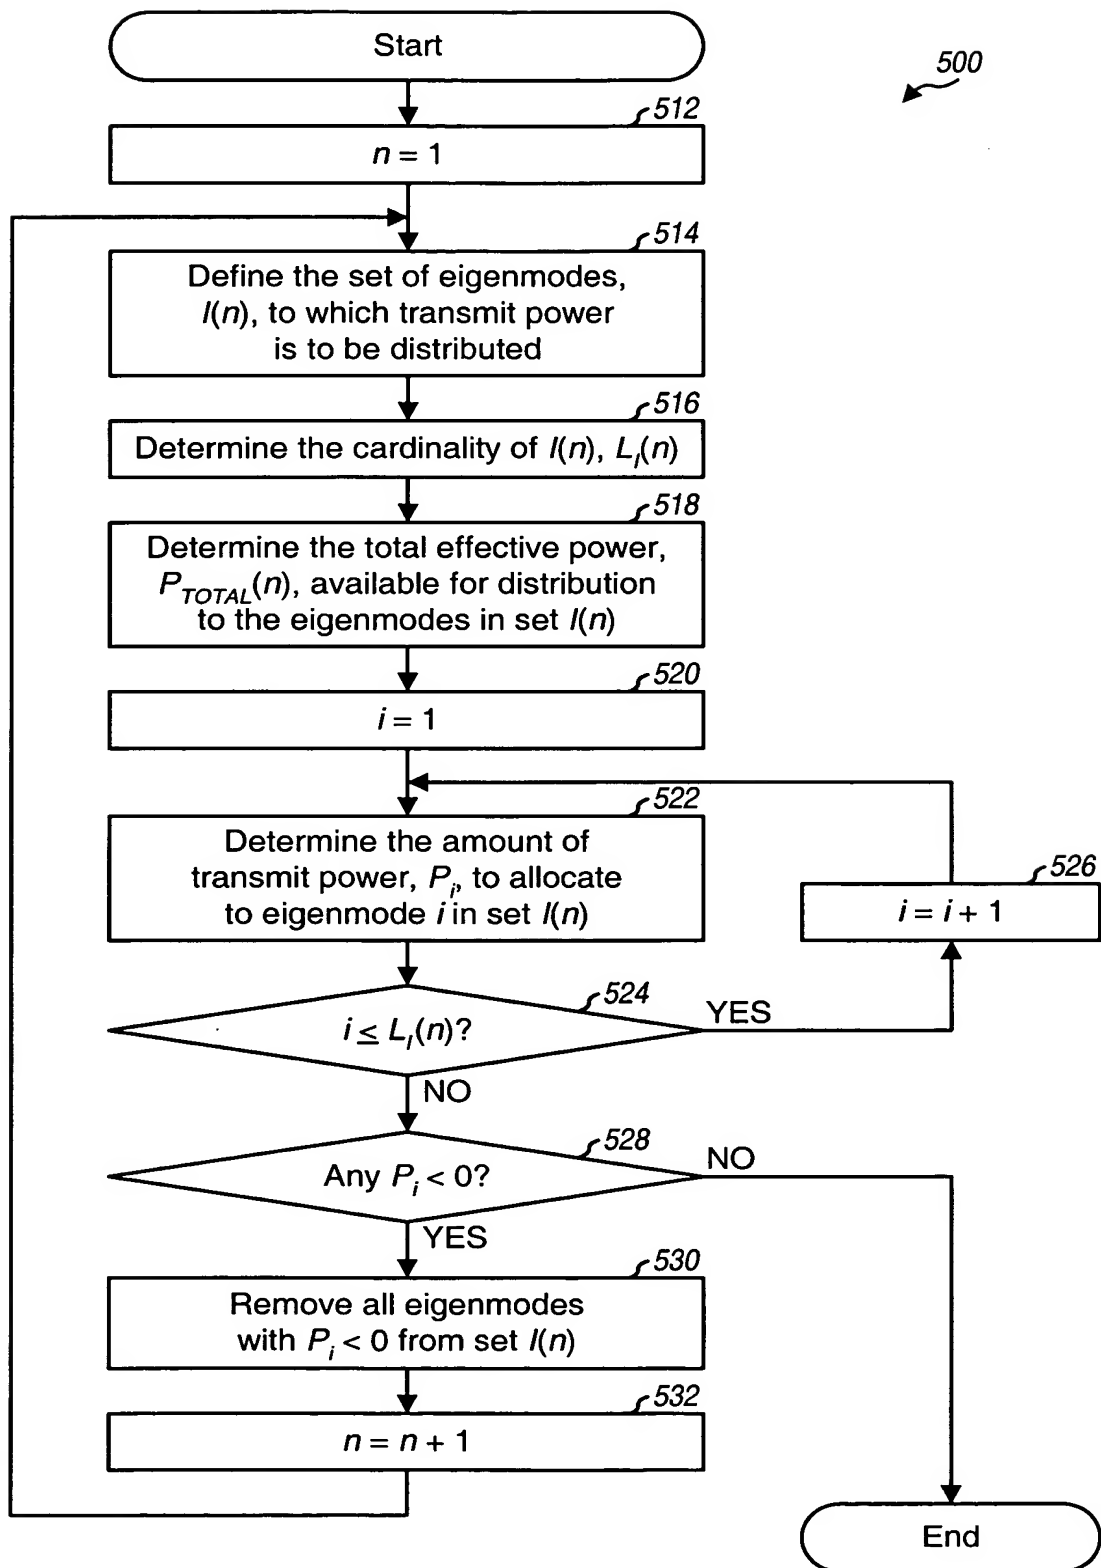 Start
500
512
n = 1
514
Define the set of eigenmodes,
I(n), to which transmit power
is to be distributed
516
Determine the cardinality of I(n), L_I(n)
518
Determine the total effective power,
P_TOTAL(n), available for distribution
to the eigenmodes in set I(n)
520
i = 1
522
Determine the amount of
transmit power, P_i, to allocate
to eigenmode i in set I(n)
526
i = i + 1
524
i ≤ L_I(n)?
YES
NO
528
Any P_i < 0?
NO
YES
530
Remove all eigenmodes
with P_i < 0 from set I(n)
532
n = n + 1
End